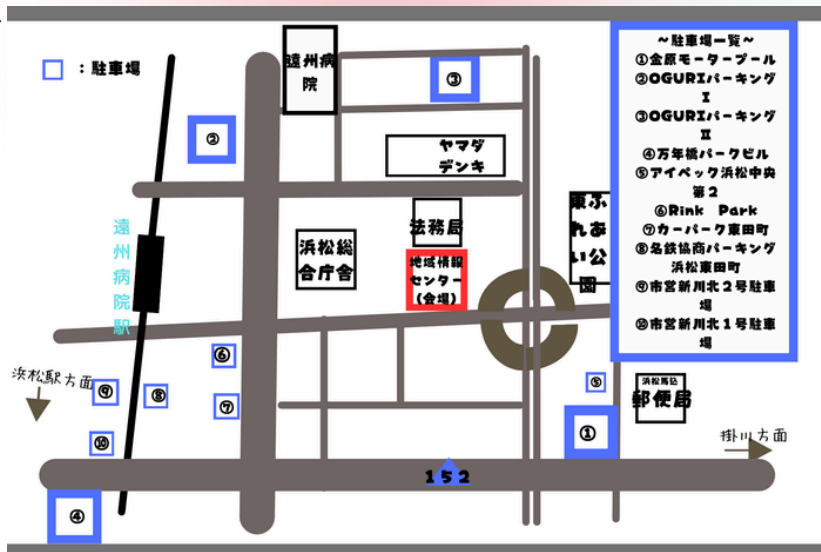 ：駐車場
遠州病
院
③
②
ヤマダ
デンキ
遠州病院駅
浜松総
合庁舎
法務局
地域情報
センター
（会場）
東ふれあい公園
～駐車場一覧～
①金原モータープール
②OGURIパーキング
Ⅰ
③OGURIパーキング
Ⅱ
④万年橋パークビル
⑤アイペック浜松中央
第２
⑥Rink　Park
⑦カーパーク東田町
⑧名鉄協商パーキング
浜松東田町
⑨市営新川北２号駐車
場
⑩市営新川北１号駐車
場
⑥
浜松駅方面
⑨
⑧
⑦
⑤
浜松馬込
郵便局
⑩
①
掛川方面
１５２
④